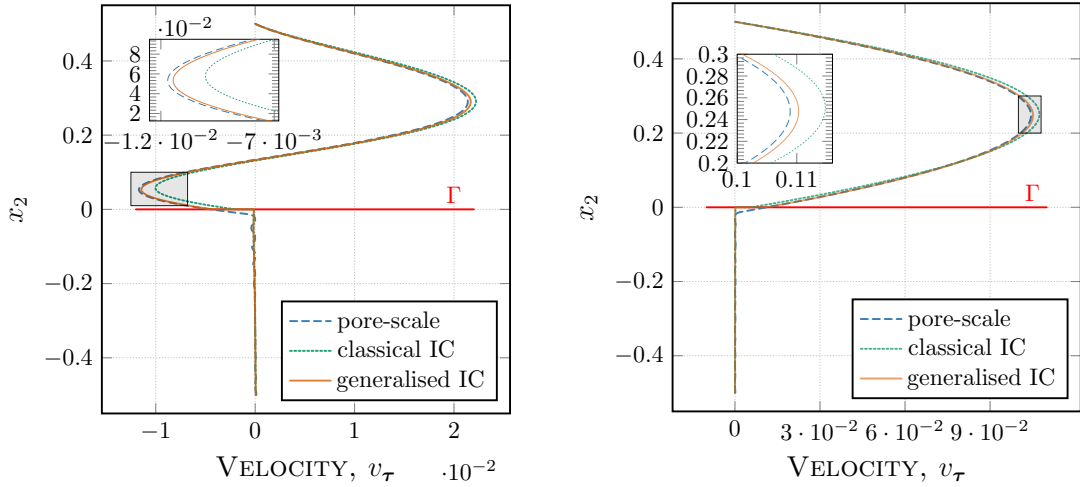 ·10⁻²
8
6
4
2
−1.2 · 10⁻² −7 · 10⁻³
0.4
0.2
0
−0.2
−0.4
x₂
Γ
pore-scale
classical IC
generalised IC
−1 0 1 2
·10⁻²
VELOCITY, v_τ
0.3
0.28
0.26
0.24
0.22
0.2
0.1 0.11
0.4
0.2
0
−0.2
−0.4
x₂
Γ
pore-scale
classical IC
generalised IC
0 3 · 10⁻² 6 · 10⁻² 9 · 10⁻²
VELOCITY, v_τ